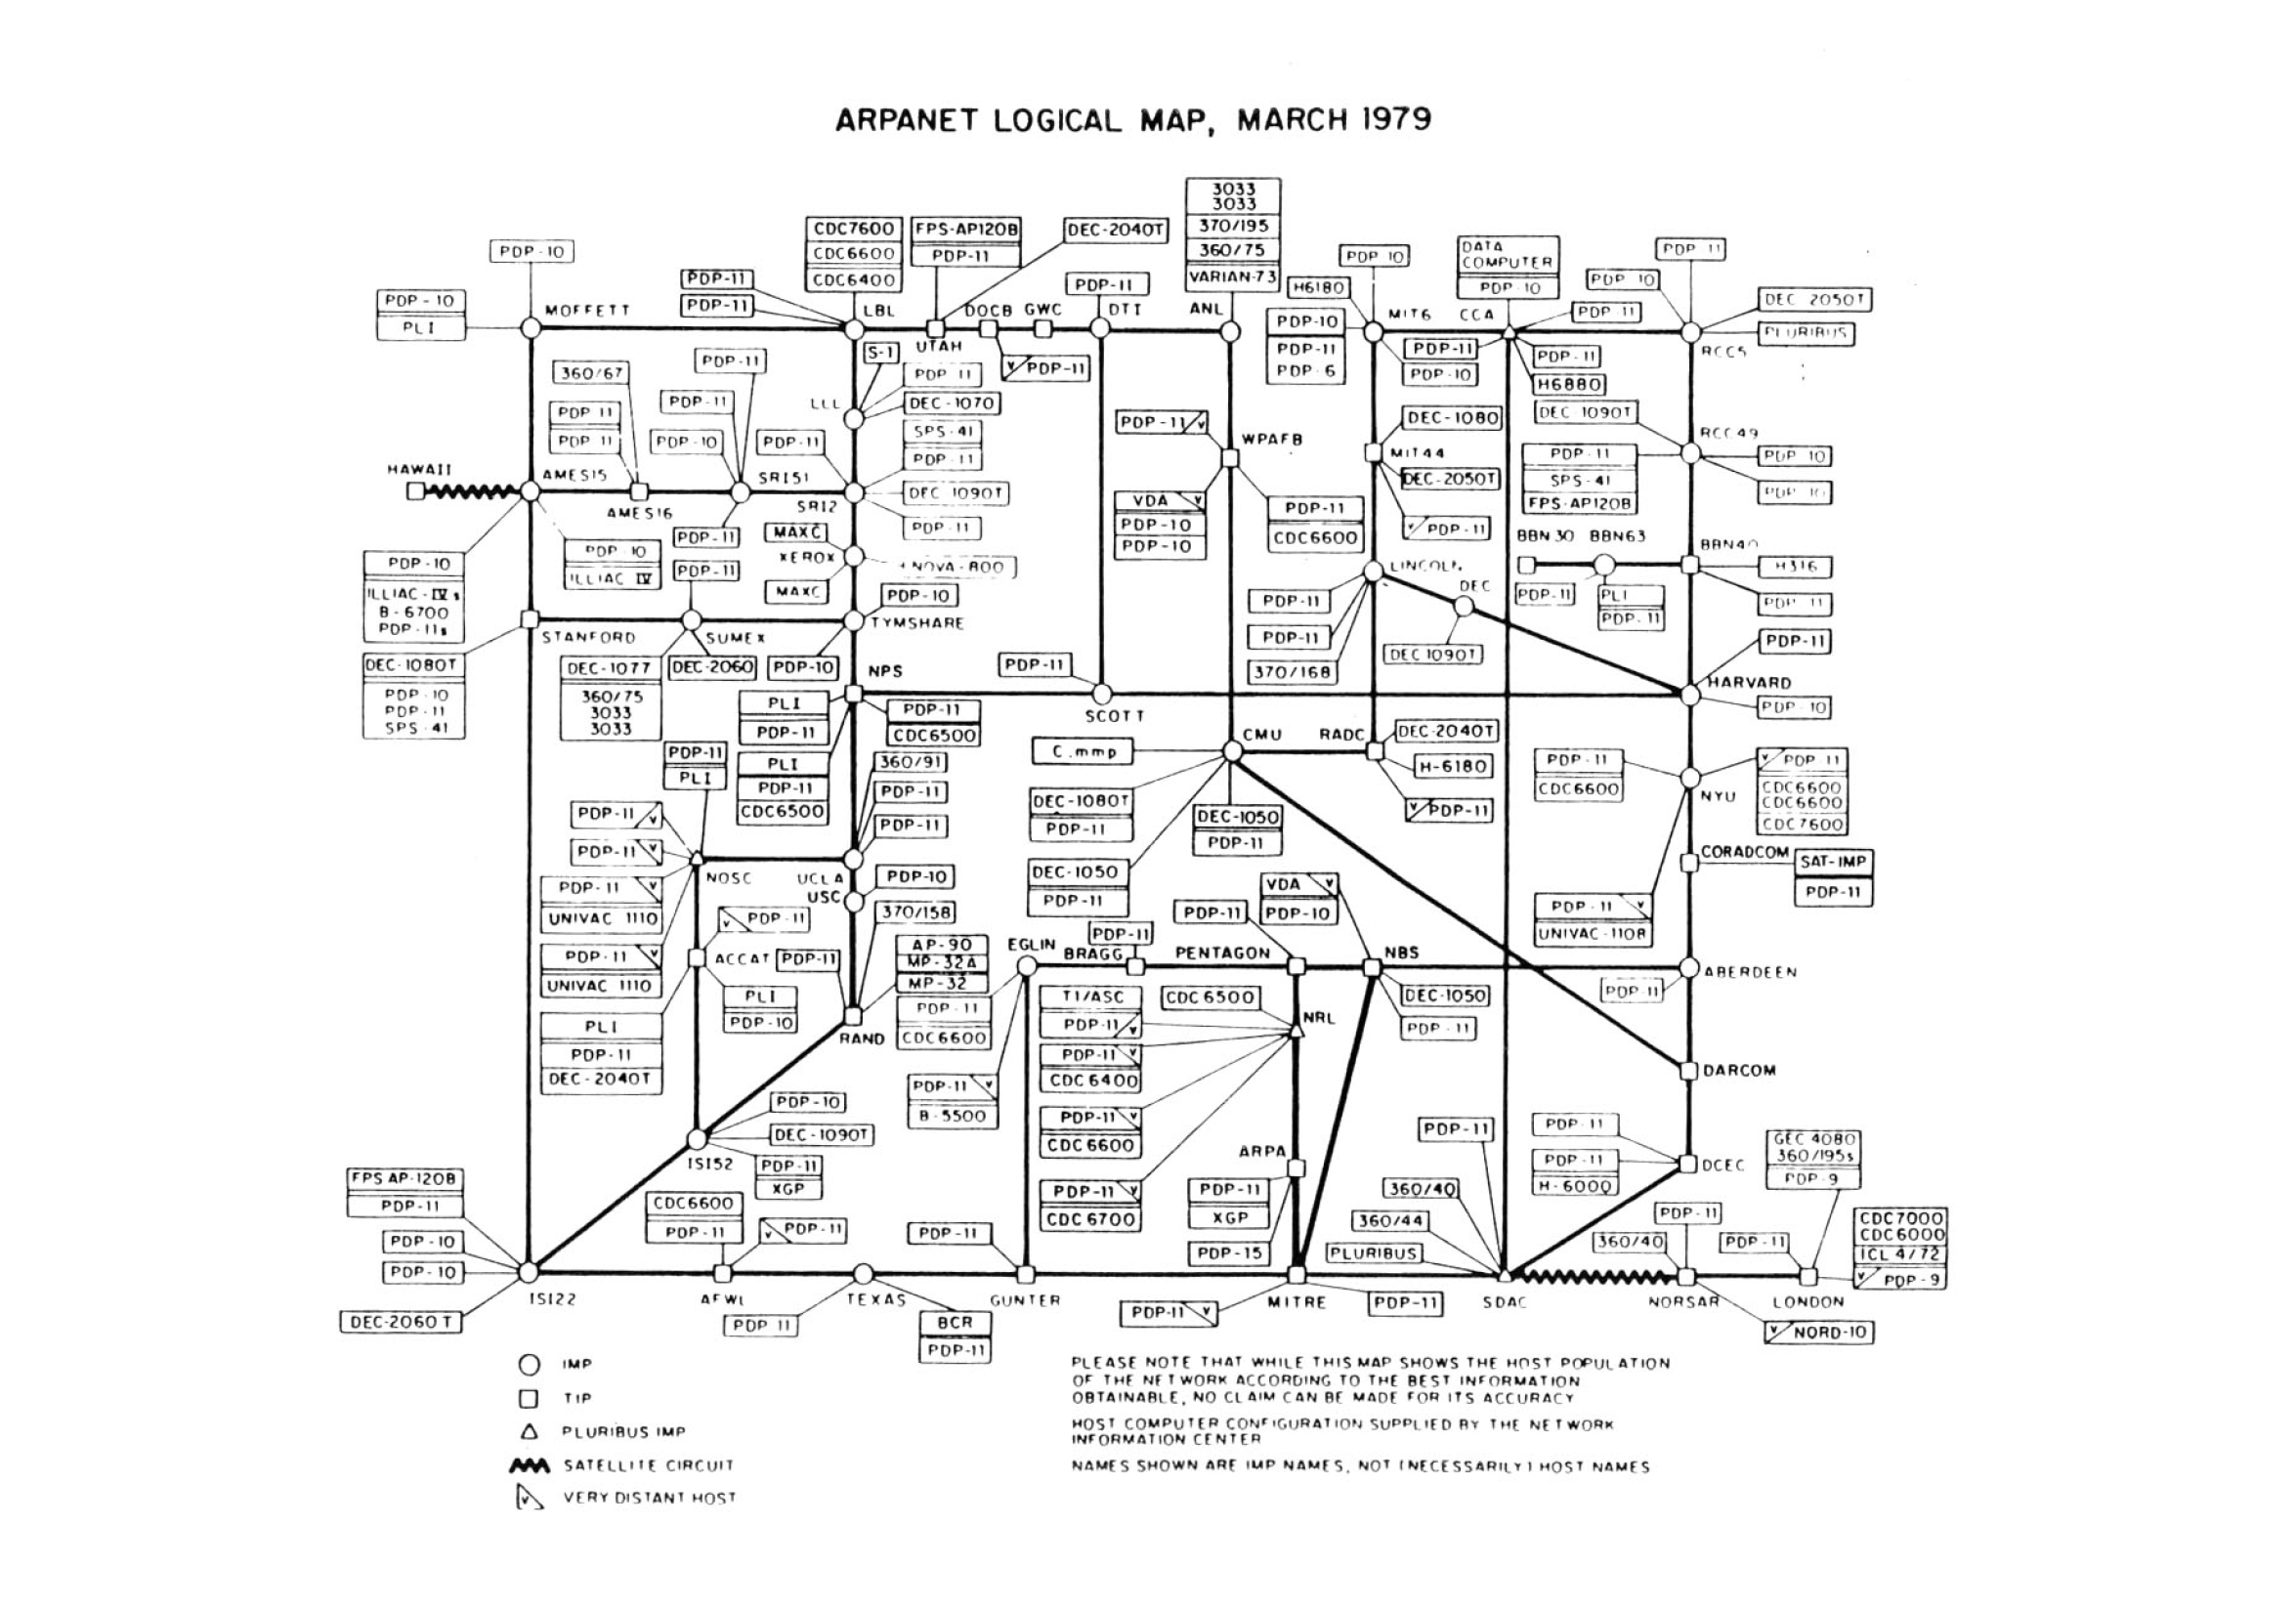 ARPANET LOGICAL MAP, MARCH 1979
3033
3033
370/195
360/75
VARIAN-73
CDC7600
CDC6600
CDC6400
FPS-AP120B
PDP-11
DEC-2040T
PDP-10
PDP-11
PDP-11
PDP-11
PDP-10
PLI
MOFFETT
LBL
UTAH
DOCB
GWC
DTI
ANL
PDP-11
H6180
PDP 10
PDP-10
PDP-11
PDP-6
MIT6
CCA
DATA
COMPUTER
PDP-10
PDP 11
PDP-11
PDP-10
PDP-11
H6880
PDP 10
PDP 11
DEC 2050T
PLURIBUS
RCC5
360/67
PDP-11
PDP 11
PDP 11
PDP-11
PDP-10
PDP-11
S-1
PDP 11
DEC-1070
LLL
SPS-41
PDP-11
DEC 1090T
PDP-11
HAWAII
AMES15
AMES16
SRI51
SRI2
PDP-11
WPAFB
VDA
PDP-10
PDP-10
PDP-11
CDC6600
DEC-1080
MIT44
DEC-2050T
PDP-11
DEC 1090T
RCC49
PDP 10
PDP 10
PDP-11
SPS-41
FPS-AP120B
BBN30
BBN63
BBN40
PDP-11
PLI
PDP-11
H316
PDP 11
PDP-10
ILLIAC IV
PDP-11
PDP-11
MAXC
XEROX
MAXC
NOVA-800
PDP-10
ILLIAC-IVs
B-6700
PDP-11s
STANFORD
SUMEX
TYMSHARE
PDP-10
PDP-10
DEC-1080T
PDP-10
PDP-11
SPS-41
DEC-1077
360/75
3033
3033
DEC-2060
LINCOLN
PDP-11
PDP-11
370/168
DEC
DEC 1090T
PDP-11
HARVARD
PDP-10
NPS
PLI
PDP-11
PLI
PDP-11
CDC6500
PDP-11
CDC6500
PDP-11
SCOTT
CMU
C.mmp
DEC-1080T
PDP-11
DEC-1050
PDP-11
DEC-1050
PDP-11
RADC
DEC-2040T
H-6180
PDP-11
PDP-11
CDC6600
NYU
PDP-11
CDC6600
CDC6600
CDC7600
PDP-11
UNIVAC-1108
CORADCOM
SAT-IMP
PDP-11
PDP-11
PLI
PDP-11
PDP-11
PDP-11
UNIVAC 1110
PDP-11
UNIVAC 1110
PLI
PDP-11
DEC-2040T
NOSC
UCLA
360/91
PDP-11
PDP-11
USC
PDP-10
370/158
PDP-11
ACCAT
PLI
PDP-10
PDP-11
AP-90
MP-32A
MP-32
RAND
PDP-11
CDC6600
EGLIN
PDP-11
B-5500
BRAGG
PDP-11
PENTAGON
PDP-11
VDA
PDP-10
NBS
DEC-1050
PDP-11
ABERDEEN
PDP-11
TI/ASC
PDP-11
CDC 6500
NRL
PDP-11
CDC 6400
PDP-11
CDC 6600
PDP-11
CDC 6700
DARCOM
PDP-10
DEC-1090T
ISI52
PDP-11
XGP
ARPA
PDP-11
XGP
PDP-15
PDP-11
360/40
360/44
PLURIBUS
PDP-11
PDP-11
H-6000
DCEC
GEC 4080
360/195s
PDP-9
PDP-11
360/40
PDP-11
CDC7000
CDC6000
ICL 4/72
PDP-9
FPS AP-120B
PDP-11
PDP-10
PDP-10
DEC-2060T
ISI22
CDC6600
PDP-11
PDP-11
AFWL
TEXAS
PDP 11
BCR
PDP-11
PDP-11
GUNTER
MITRE
PDP-11
PDP-11
SDAC
NORSAR
LONDON
NORD-10
IMP
TIP
PLURIBUS IMP
SATELLITE CIRCUIT
VERY DISTANT HOST
PLEASE NOTE THAT WHILE THIS MAP SHOWS THE HOST POPULATION
OF THE NETWORK ACCORDING TO THE BEST INFORMATION
OBTAINABLE, NO CLAIM CAN BE MADE FOR ITS ACCURACY
HOST COMPUTER CONFIGURATION SUPPLIED BY THE NETWORK
INFORMATION CENTER
NAMES SHOWN ARE IMP NAMES, NOT (NECESSARILY) HOST NAMES